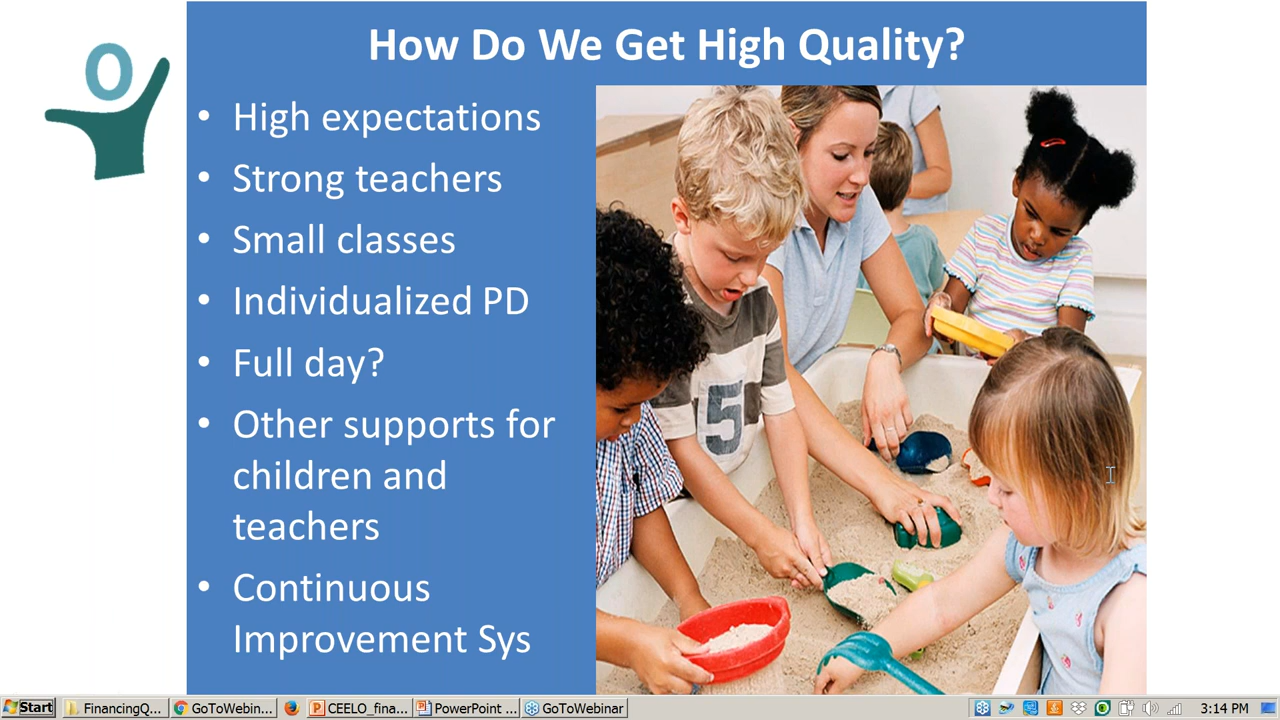 How Do We Get High Quality?
• High expectations
• Strong teachers
• Small classes
• Individualized PD
• Full day?
• Other supports for
children and
teachers
• Continuous
Improvement Sys
5
Start FinancingQ... GoToWebin... CEELO_fina... PowerPoint ... GoToWebinar 3:14 PM